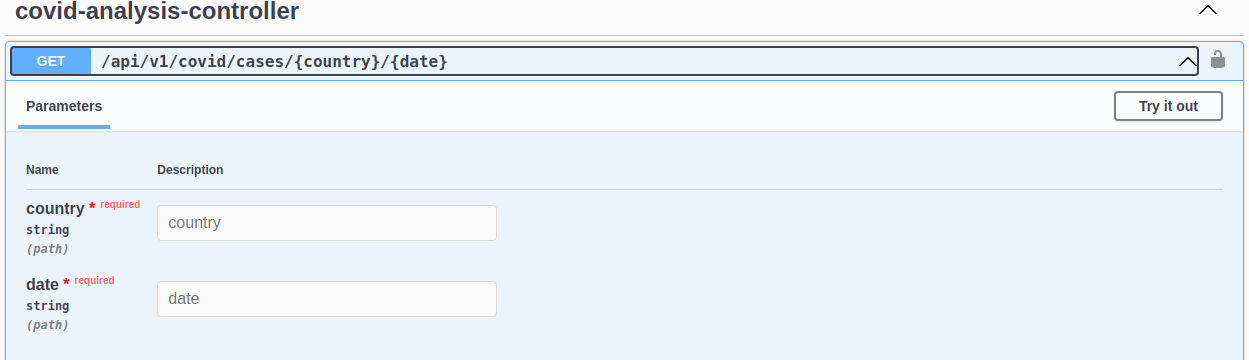 covid-analysis-controller
GET /api/v1/covid/cases/{country}/{date}
Parameters
Try it out
Name Description
country * required
string
(path)
country
date * required
string
(path)
date